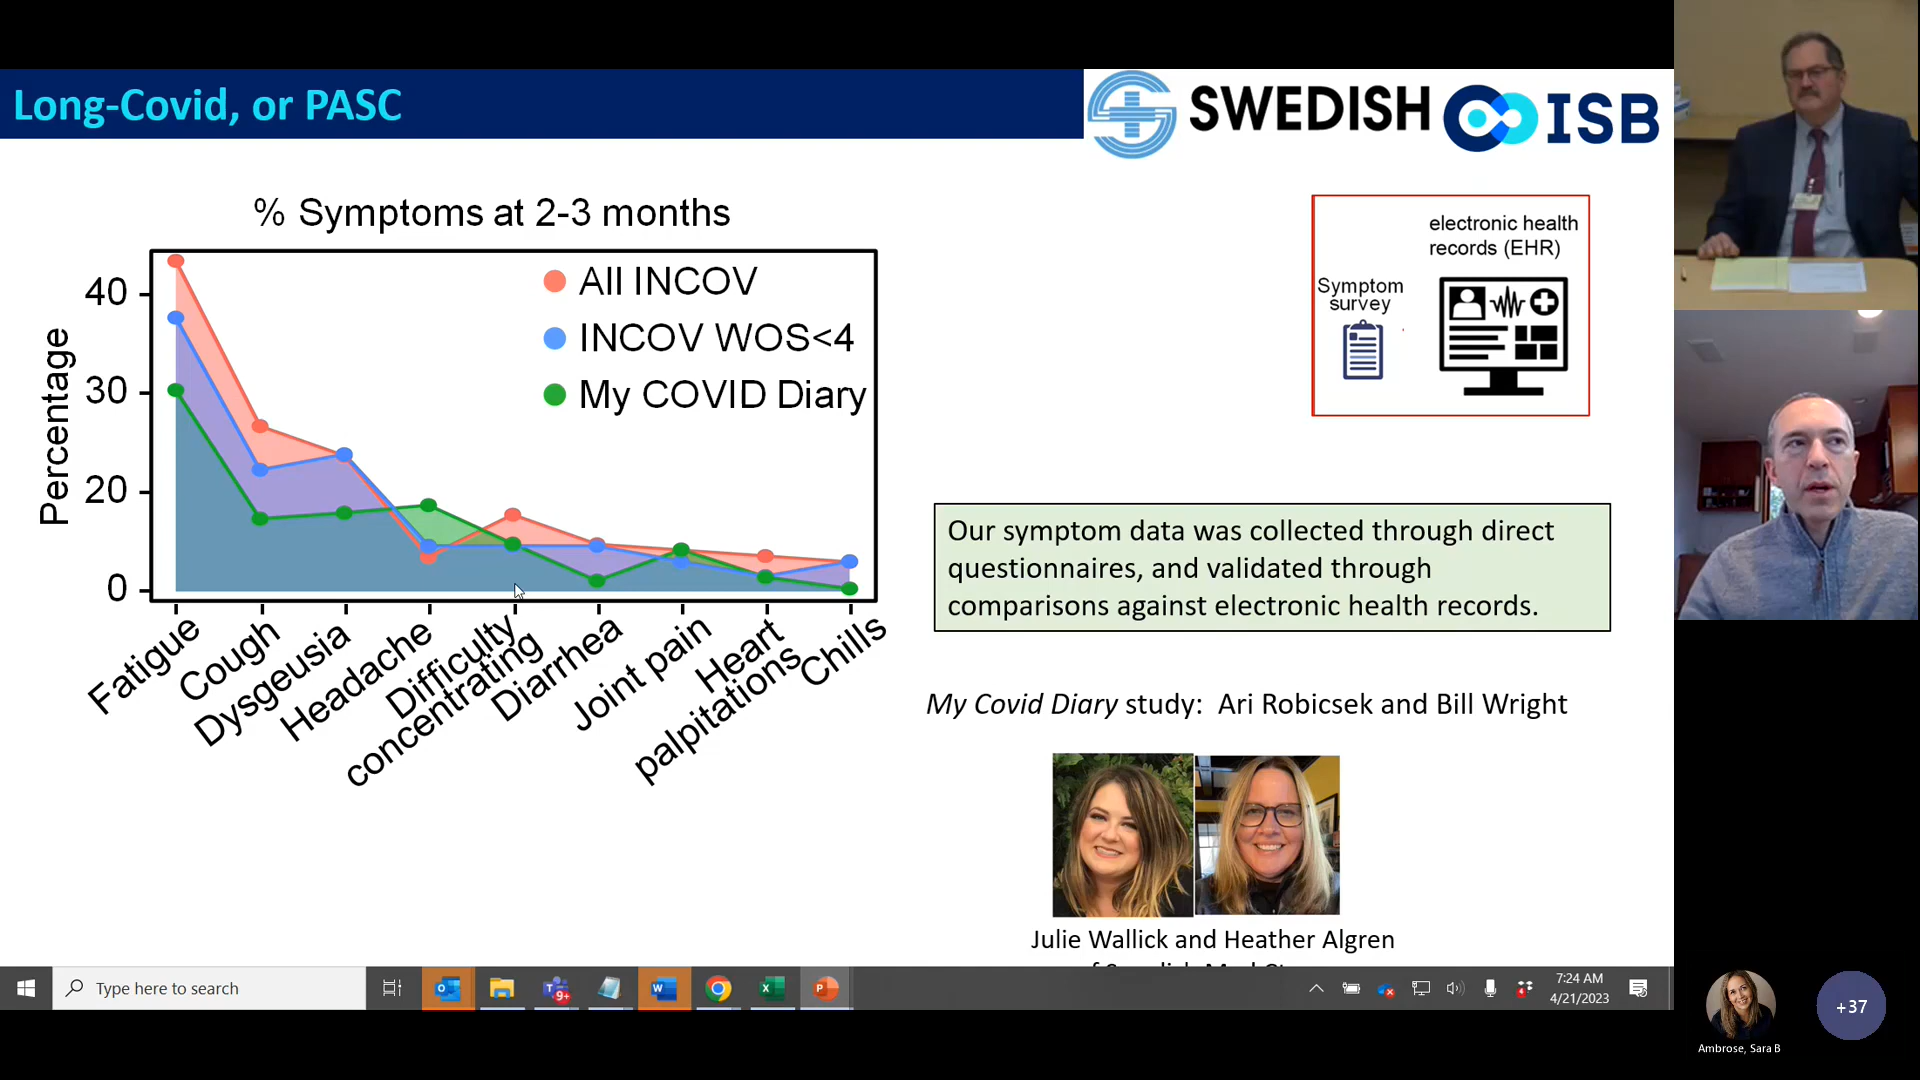 Long-Covid, or PASC
SWEDISH
ISB
% Symptoms at 2-3 months
Percentage
40
30
20
0
All INCOV
INCOV WOS<4
My COVID Diary
Fatigue
Cough
Dysgeusia
Headache
Difficulty
concentrating
Diarrhea
Joint pain
Heart
palpitations
Chills
electronic health
records (EHR)
Symptom
survey
Our symptom data was collected through direct
questionnaires, and validated through
comparisons against electronic health records.
My Covid Diary study: Ari Robicsek and Bill Wright
Julie Wallick and Heather Algren
Type here to search
9+
7:24 AM
4/21/2023
+37
Ambrose, Sara B